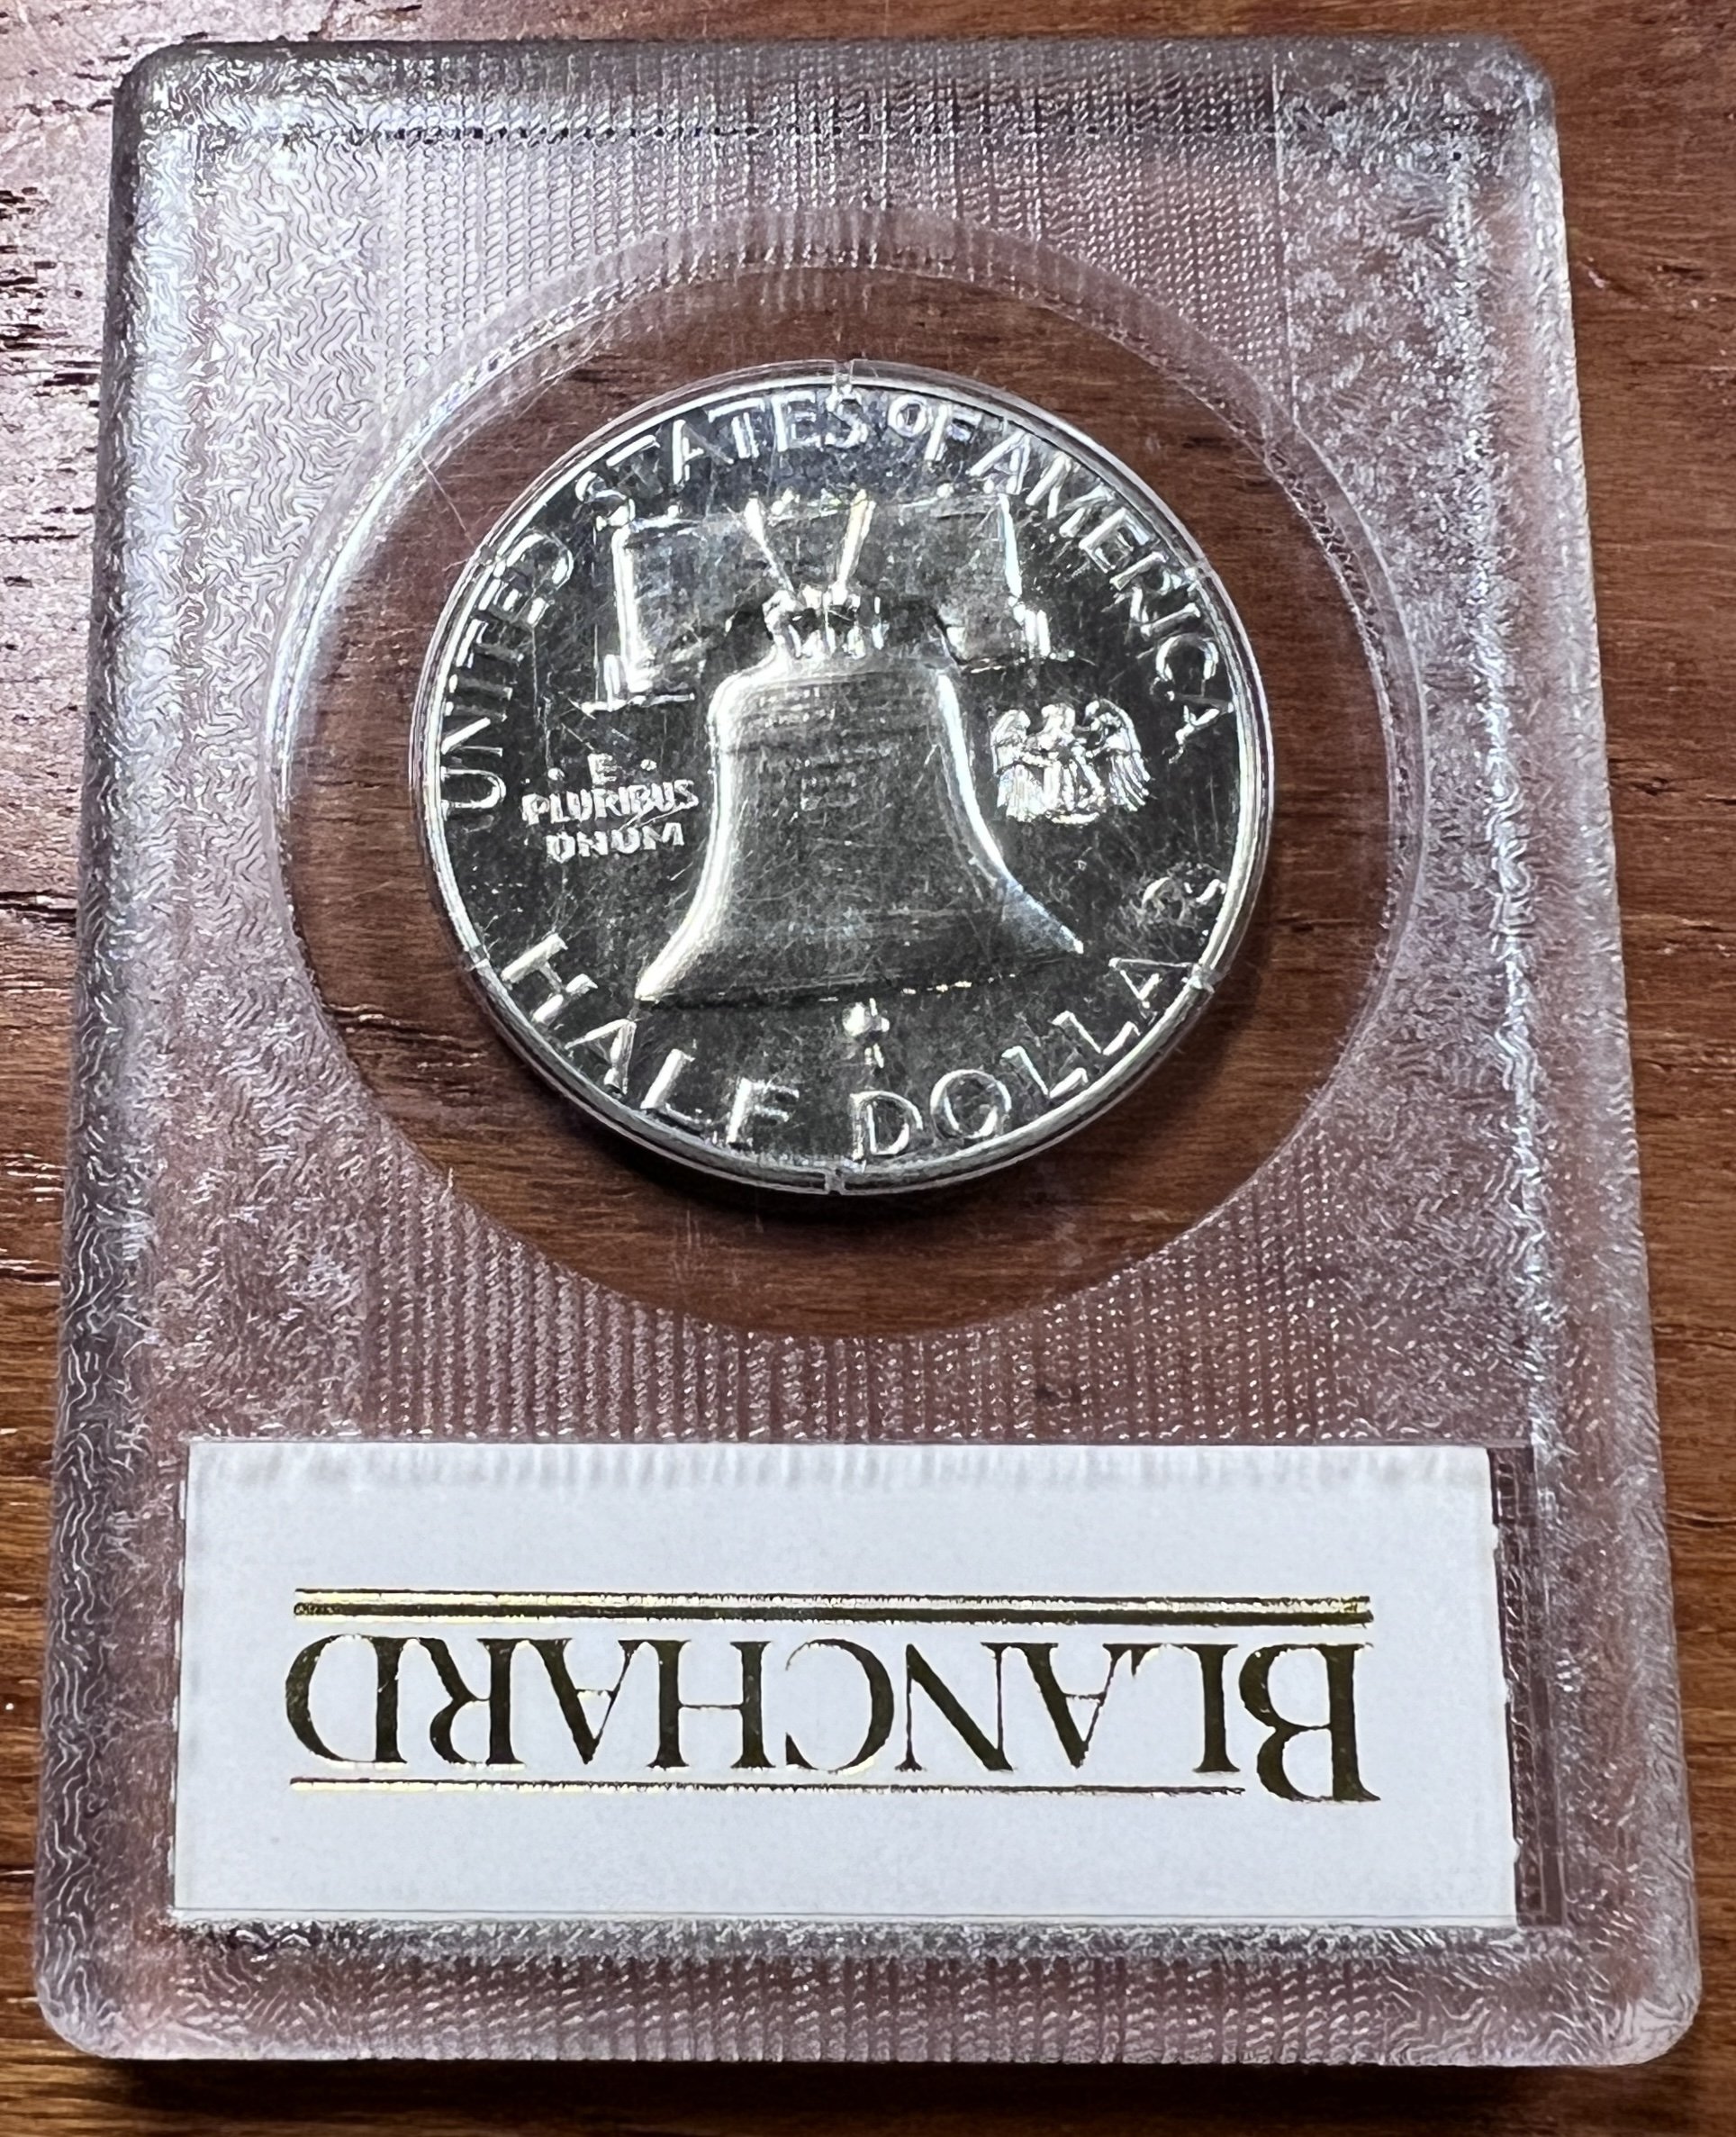 UNITED STATES OF AMERICA
· E ·
PLURIBUS
UNUM
HALF DOLLAR
BLANCHARD